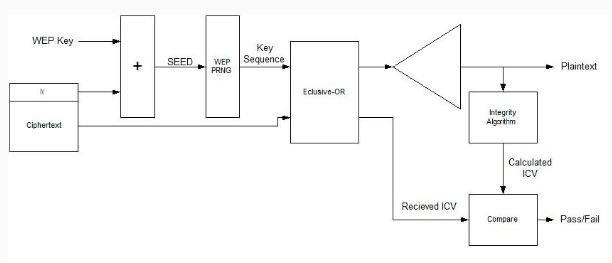 WEP Key
+
SEED
WEP
PRNG
Key
Sequence
IV
Ciphertext
Eclusive-OR
Plaintext
Integrity
Algorithm
Calculated
ICV
Recieved ICV
Compare
Pass/Fail